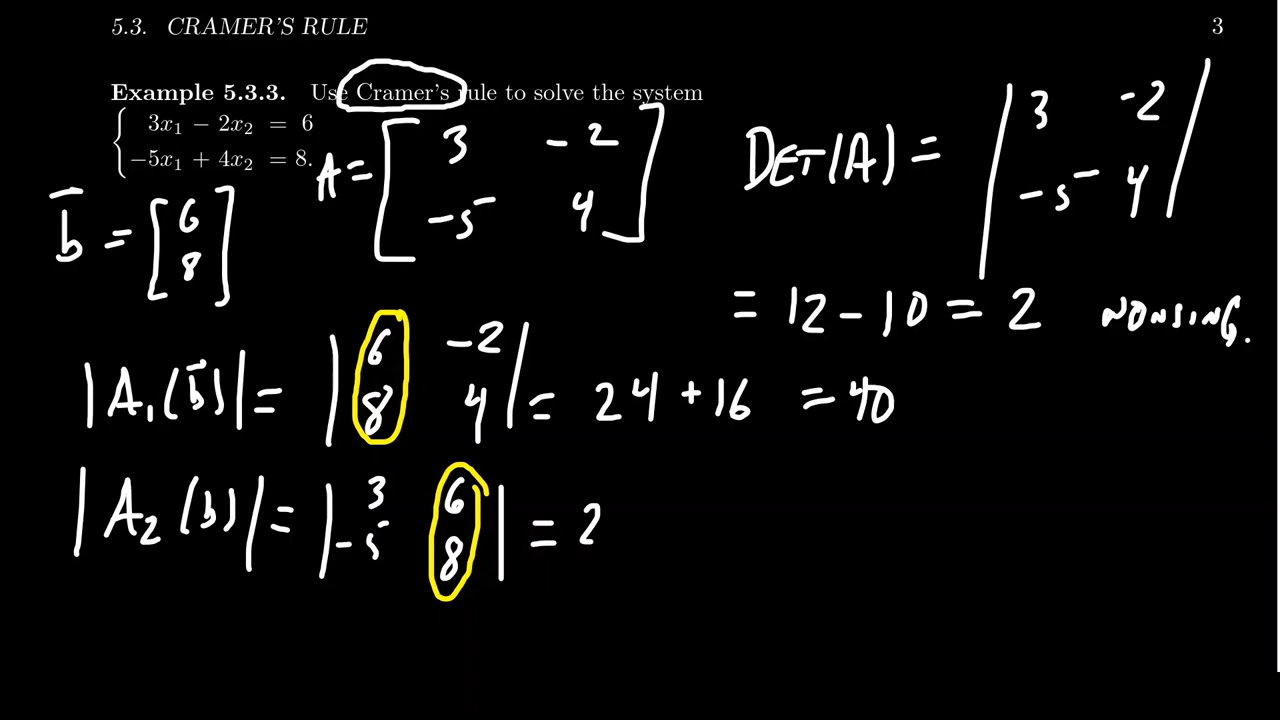 5.3. CRAMER'S RULE 3
Example 5.3.3. Use Cramer's rule to solve the system
3x₁ − 2x₂ = 6
−5x₁ + 4x₂ = 8.
A = [ 3 -2
-5 4 ]
b = [ 6
8 ]
DET(A) = | 3 -2
-5 4 |
= 12 - 10 = 2 NONSING.
|A₁(b)| = | 6 -2
8 4 | = 24 + 16 = 40
|A₂(b)| = | 3 6
-5 8 | = 2